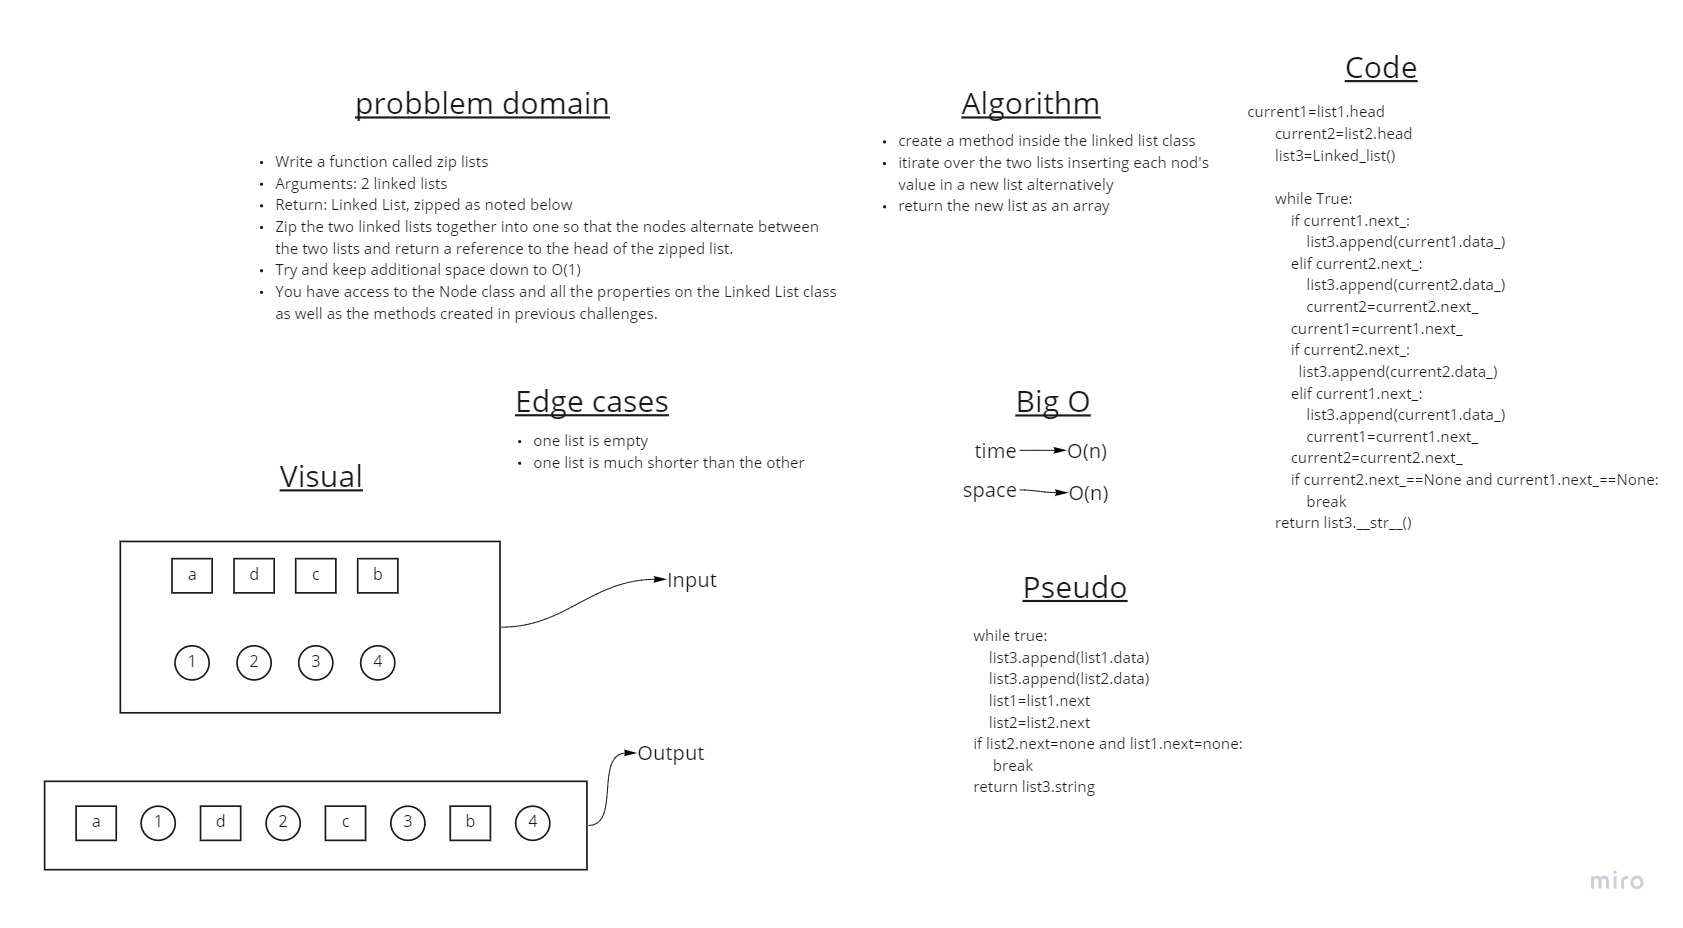 probblem domain
• Write a function called zip lists
• Arguments: 2 linked lists
• Return: Linked List, zipped as noted below
• Zip the two linked lists together into one so that the nodes alternate between
the two lists and return a reference to the head of the zipped list.
• Try and keep additional space down to O(1)
• You have access to the Node class and all the properties on the Linked List class
as well as the methods created in previous challenges.
Edge cases
• one list is empty
• one list is much shorter than the other
Visual
a d c b
1 2 3 4
Input
Output
a 1 d 2 c 3 b 4
Algorithm
• create a method inside the linked list class
• itirate over the two lists inserting each nod's
value in a new list alternatively
• return the new list as an array
Big O
time O(n)
space O(n)
Pseudo
while true:
list3.append(list1.data)
list3.append(list2.data)
list1=list1.next
list2=list2.next
if list2.next=none and list1.next=none:
break
return list3.string
Code
current1=list1.head
current2=list2.head
list3=Linked_list()
while True:
if current1.next_:
list3.append(current1.data_)
elif current2.next_:
list3.append(current2.data_)
current2=current2.next_
current1=current1.next_
if current2.next_:
list3.append(current2.data_)
elif current1.next_:
list3.append(current1.data_)
current1=current1.next_
current2=current2.next_
if current2.next_==None and current1.next_==None:
break
return list3.__str__()
miro